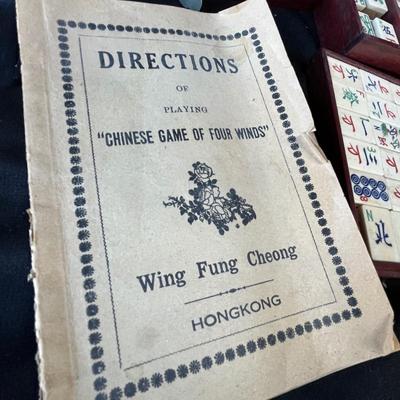 DIRECTIONS
OF
PLAYING
"CHINESE GAME OF FOUR WINDS"
Wing Fung Cheong
HONGKONG
N
北